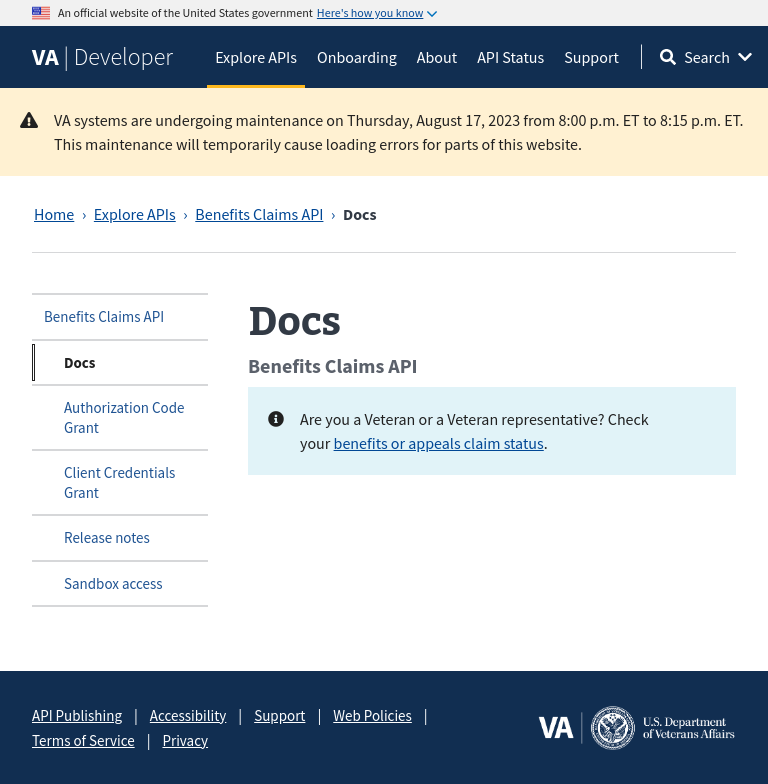 An official website of the United States government Here's how you know
VA | Developer
Explore APIs Onboarding About API Status Support Search
VA systems are undergoing maintenance on Thursday, August 17, 2023 from 8:00 p.m. ET to 8:15 p.m. ET.
This maintenance will temporarily cause loading errors for parts of this website.
Home › Explore APIs › Benefits Claims API › Docs
Benefits Claims API
Docs
Authorization Code
Grant
Client Credentials
Grant
Release notes
Sandbox access
Docs
Benefits Claims API
Are you a Veteran or a Veteran representative? Check
your benefits or appeals claim status.
API Publishing | Accessibility | Support | Web Policies |
Terms of Service | Privacy
VA
U.S. Department
of Veterans Affairs